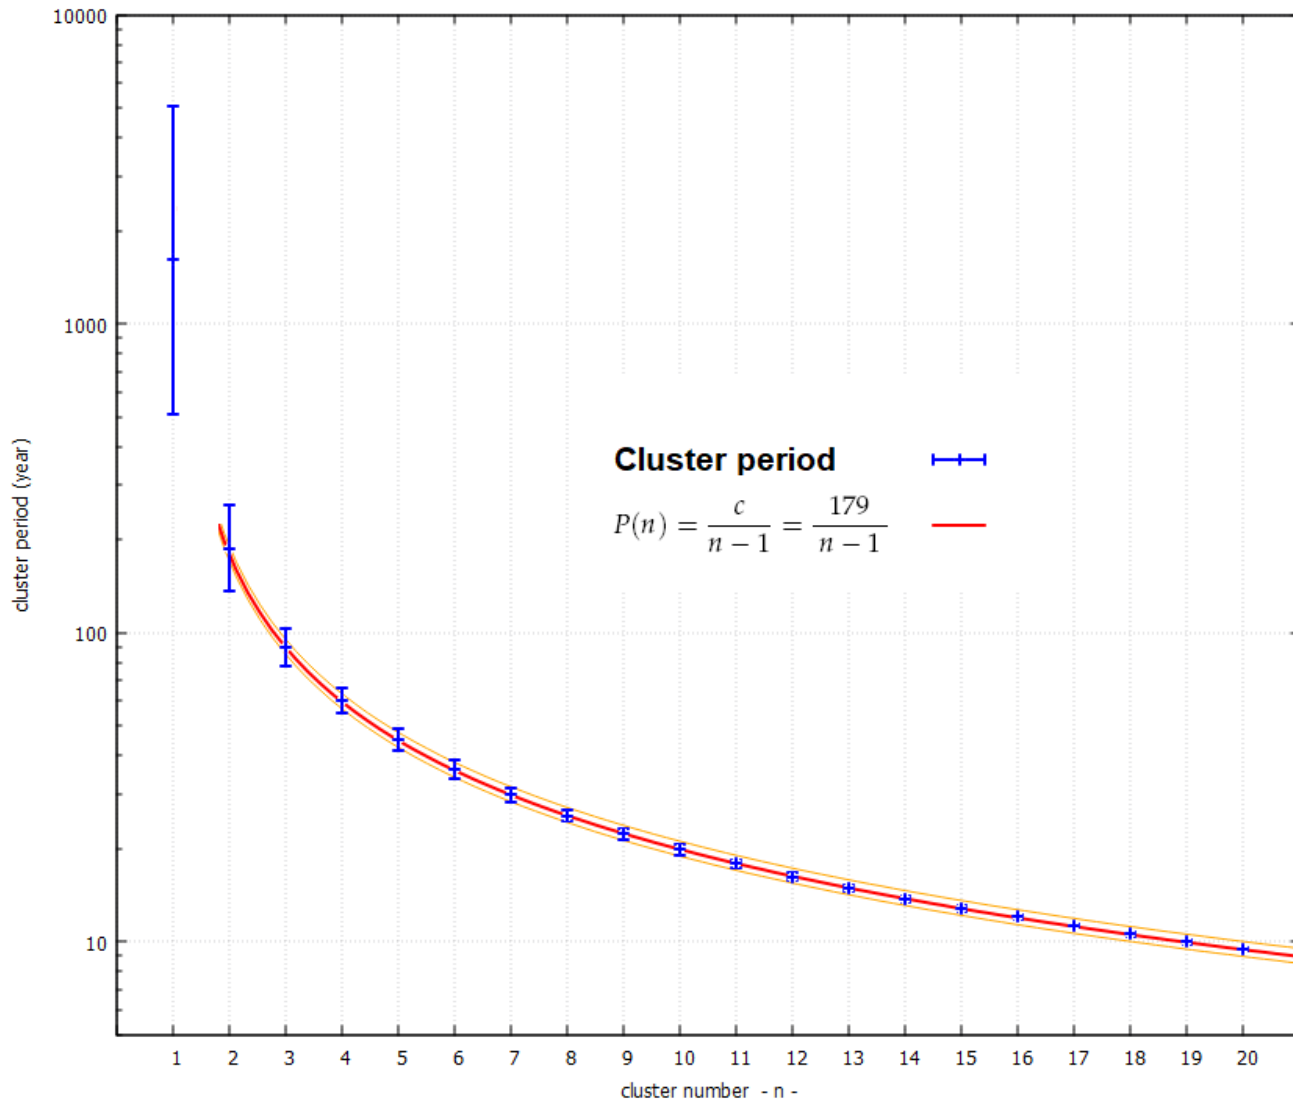 10000
1000
100
10
cluster period (year)
Cluster period
P(n) = c/(n − 1) = 179/(n − 1)
1 2 3 4 5 6 7 8 9 10 11 12 13 14 15 16 17 18 19 20
cluster number - n -